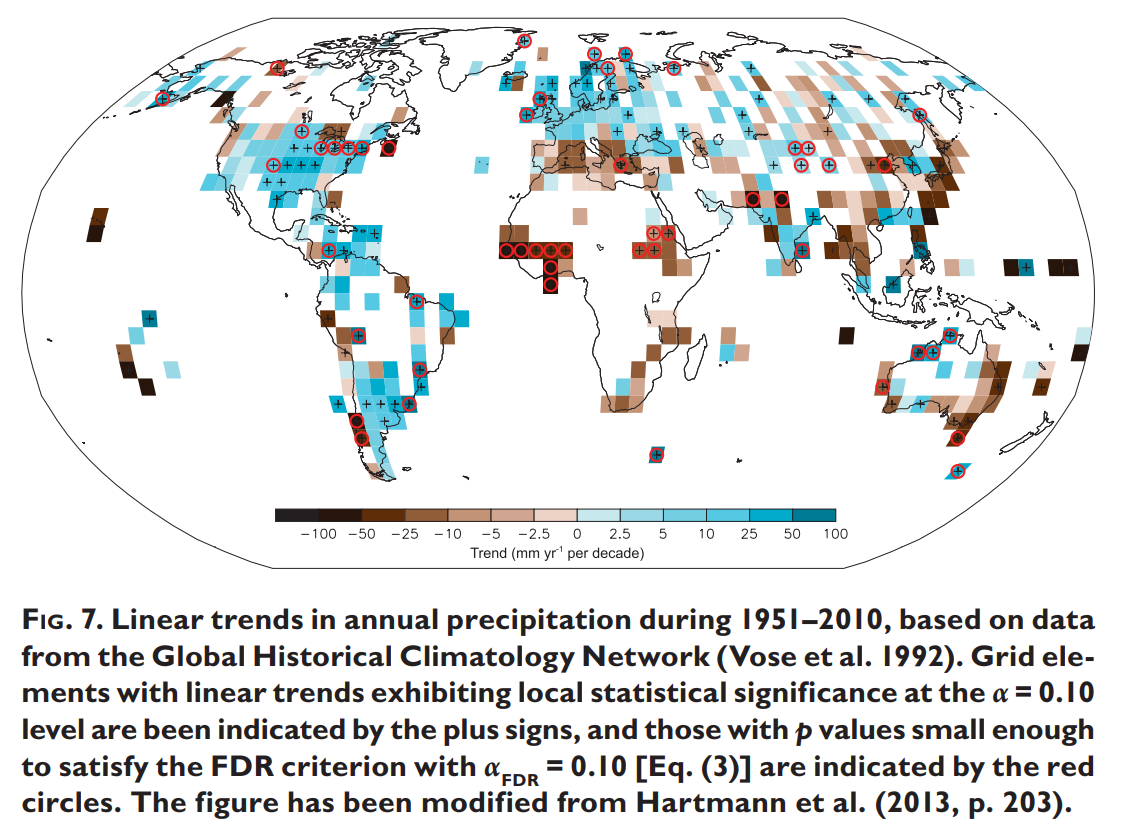 −100 −50 −25 −10 −5 −2.5 0 2.5 5 10 25 50 100
Trend (mm yr-1 per decade)
FIG. 7. Linear trends in annual precipitation during 1951–2010, based on data
from the Global Historical Climatology Network (Vose et al. 1992). Grid ele-
ments with linear trends exhibiting local statistical significance at the α = 0.10
level are been indicated by the plus signs, and those with p values small enough
to satisfy the FDR criterion with αFDR = 0.10 [Eq. (3)] are indicated by the red
circles. The figure has been modified from Hartmann et al. (2013, p. 203).